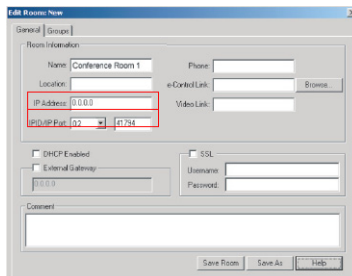 Edit Room: New
General Groups
Room Information
Name: Conference Room 1
Phone:
Location:
e-Control Link: Browse...
IP Address: 0.0.0.0
Video Link:
IPID/IP Port: 02 41794
DHCP Enabled
SSL
External Gateway
Username:
0.0.0.0
Password:
Comment
Save Room Save As Help